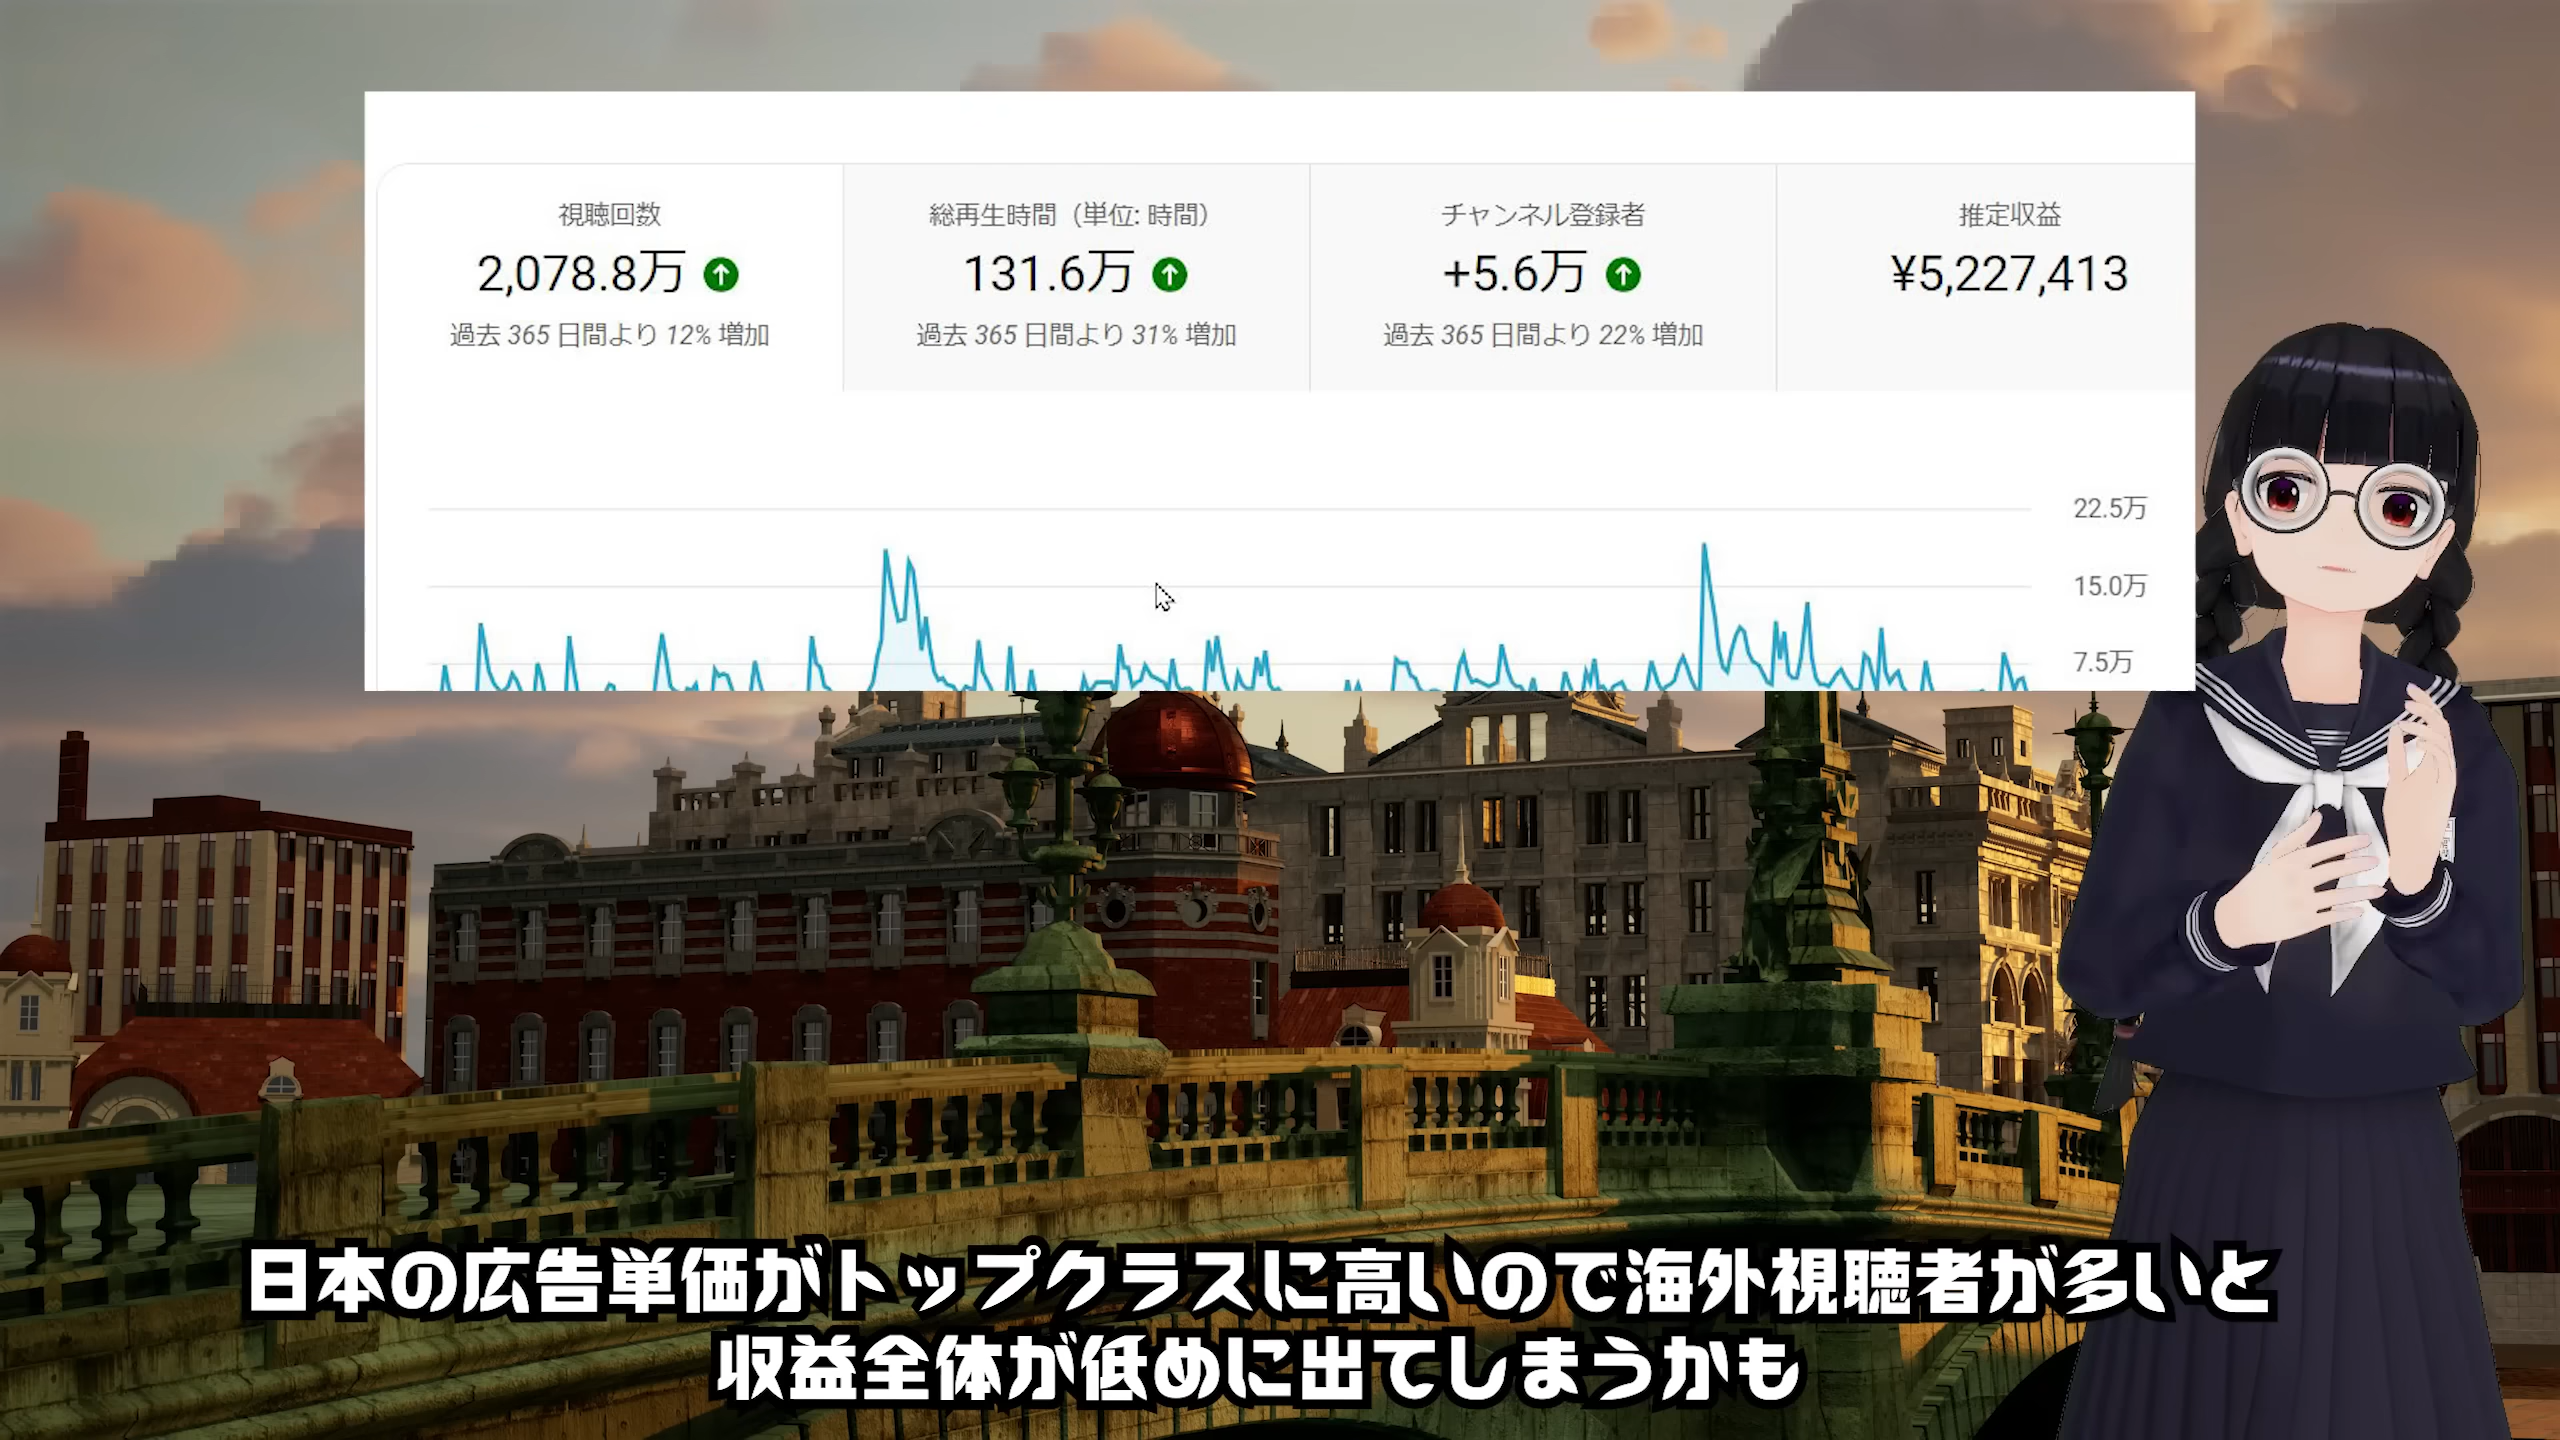 視聴回数
2,078.8万
過去 365 日間より 12% 増加
総再生時間（単位: 時間）
131.6万
過去 365 日間より 31% 増加
チャンネル登録者
+5.6万
過去 365 日間より 22% 増加
推定収益
¥5,227,413
22.5万
15.0万
7.5万
日本の広告単価がトップクラスに高いので海外視聴者が多いと
収益全体が低めに出てしまうかも